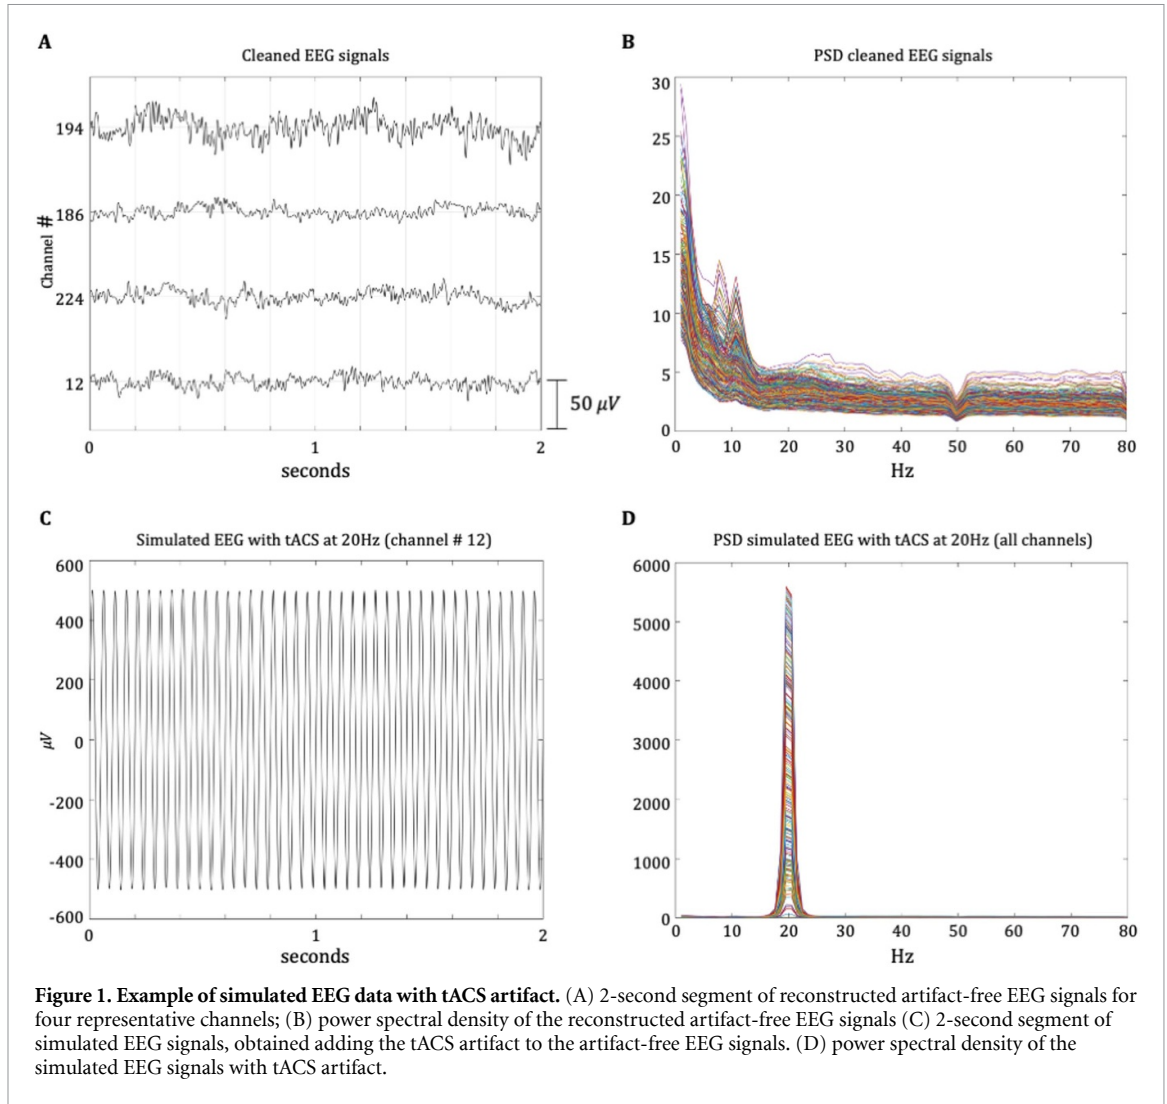 A
Cleaned EEG signals
Channel #
194
186
224
12
50 μV
0 1 2
seconds
B
PSD cleaned EEG signals
30
25
20
15
10
5
0
0 10 20 30 40 50 60 70 80
Hz
C
Simulated EEG with tACS at 20Hz (channel # 12)
μV
600
400
200
0
-200
-400
-600
0 1 2
seconds
D
PSD simulated EEG with tACS at 20Hz (all channels)
6000
5000
4000
3000
2000
1000
0
0 10 20 30 40 50 60 70 80
Hz
Figure 1. Example of simulated EEG data with tACS artifact. (A) 2-second segment of reconstructed artifact-free EEG signals for
four representative channels; (B) power spectral density of the reconstructed artifact-free EEG signals (C) 2-second segment of
simulated EEG signals, obtained adding the tACS artifact to the artifact-free EEG signals. (D) power spectral density of the
simulated EEG signals with tACS artifact.